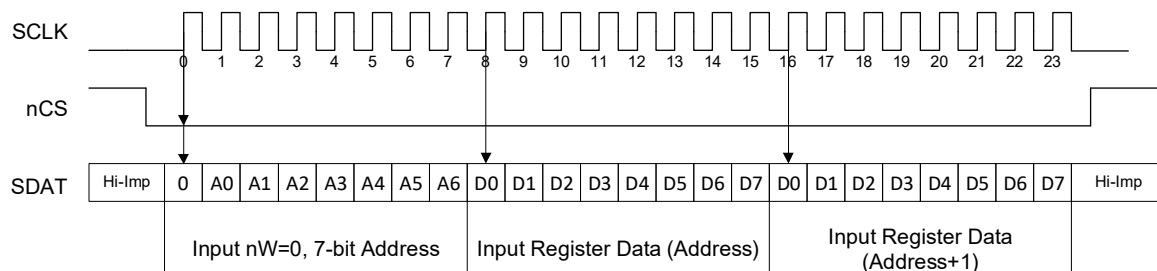 SCLK
0 1 2 3 4 5 6 7 8 9 10 11 12 13 14 15 16 17 18 19 20 21 22 23
nCS
SDAT Hi-Imp 0 A0 A1 A2 A3 A4 A5 A6 D0 D1 D2 D3 D4 D5 D6 D7 D0 D1 D2 D3 D4 D5 D6 D7 Hi-Imp
Input nW=0, 7-bit Address
Input Register Data (Address)
Input Register Data
(Address+1)